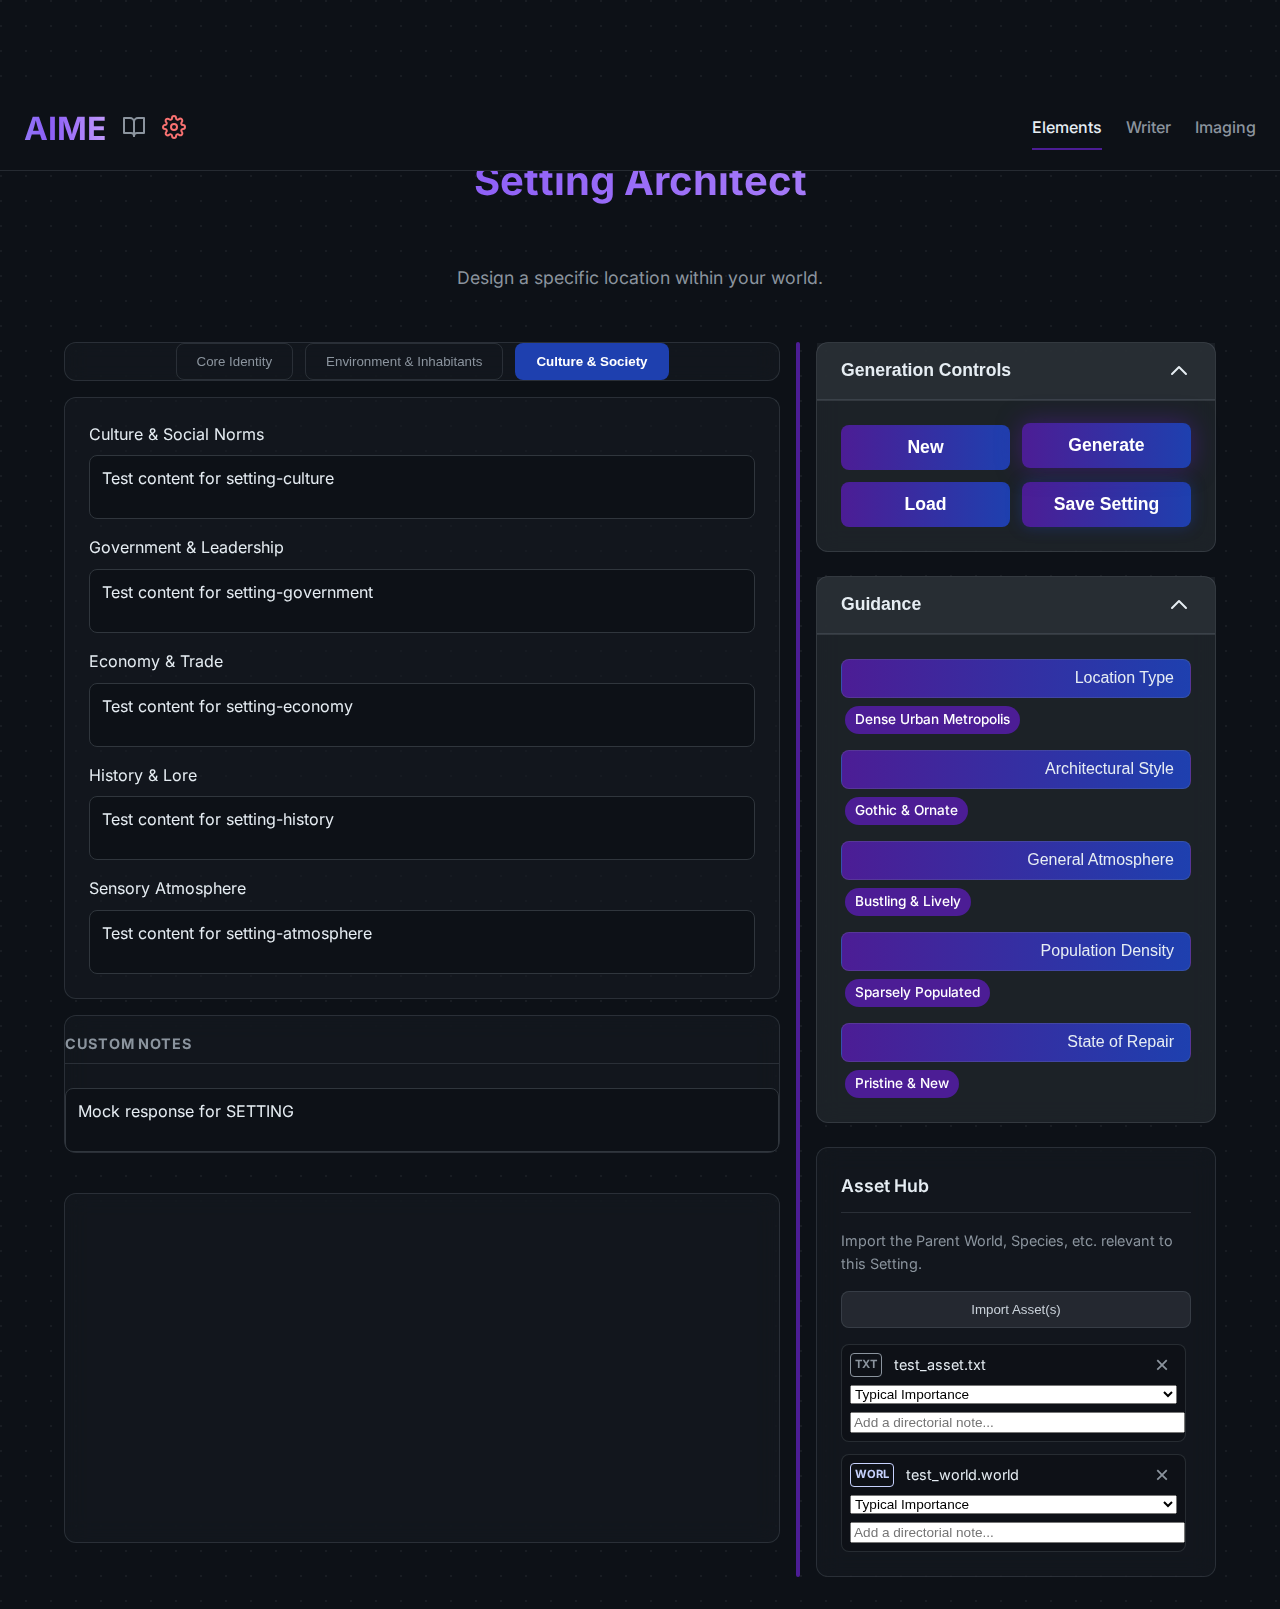 AIME
Elements
Writer
Imaging
Setting Architect
Design a specific location within your world.
Core Identity
Environment & Inhabitants
Culture & Society
Culture & Social Norms
Test content for setting-culture
Government & Leadership
Test content for setting-government
Economy & Trade
Test content for setting-economy
History & Lore
Test content for setting-history
Sensory Atmosphere
Test content for setting-atmosphere
CUSTOM NOTES
Mock response for SETTING
Generation Controls
New
Generate
Load
Save Setting
Guidance
Location Type
Dense Urban Metropolis
Architectural Style
Gothic & Ornate
General Atmosphere
Bustling & Lively
Population Density
Sparsely Populated
State of Repair
Pristine & New
Asset Hub
Import the Parent World, Species, etc. relevant to
this Setting.
Import Asset(s)
TXT
test_asset.txt
Typical Importance
Add a directorial note...
WORL
test_world.world
Typical Importance
Add a directorial note...